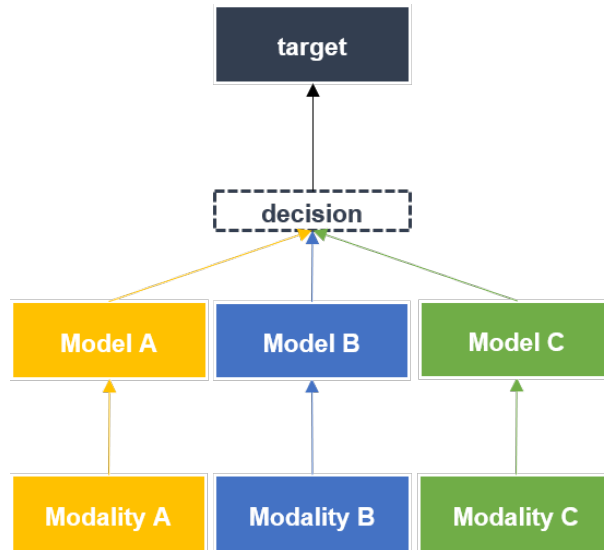 target
decision
Model A
Model B
Model C
Modality A
Modality B
Modality C